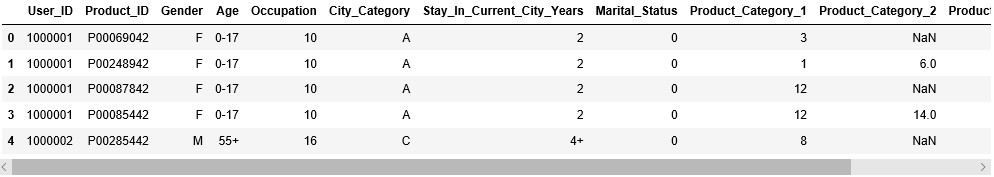 User_ID Product_ID Gender Age Occupation City_Category Stay_In_Current_City_Years Marital_Status Product_Category_1 Product_Category_2 Product
0 1000001 P00069042 F 0-17 10 A 2 0 3 NaN
1 1000001 P00248942 F 0-17 10 A 2 0 1 6.0
2 1000001 P00087842 F 0-17 10 A 2 0 12 NaN
3 1000001 P00085442 F 0-17 10 A 2 0 12 14.0
4 1000002 P00285442 M 55+ 16 C 4+ 0 8 NaN